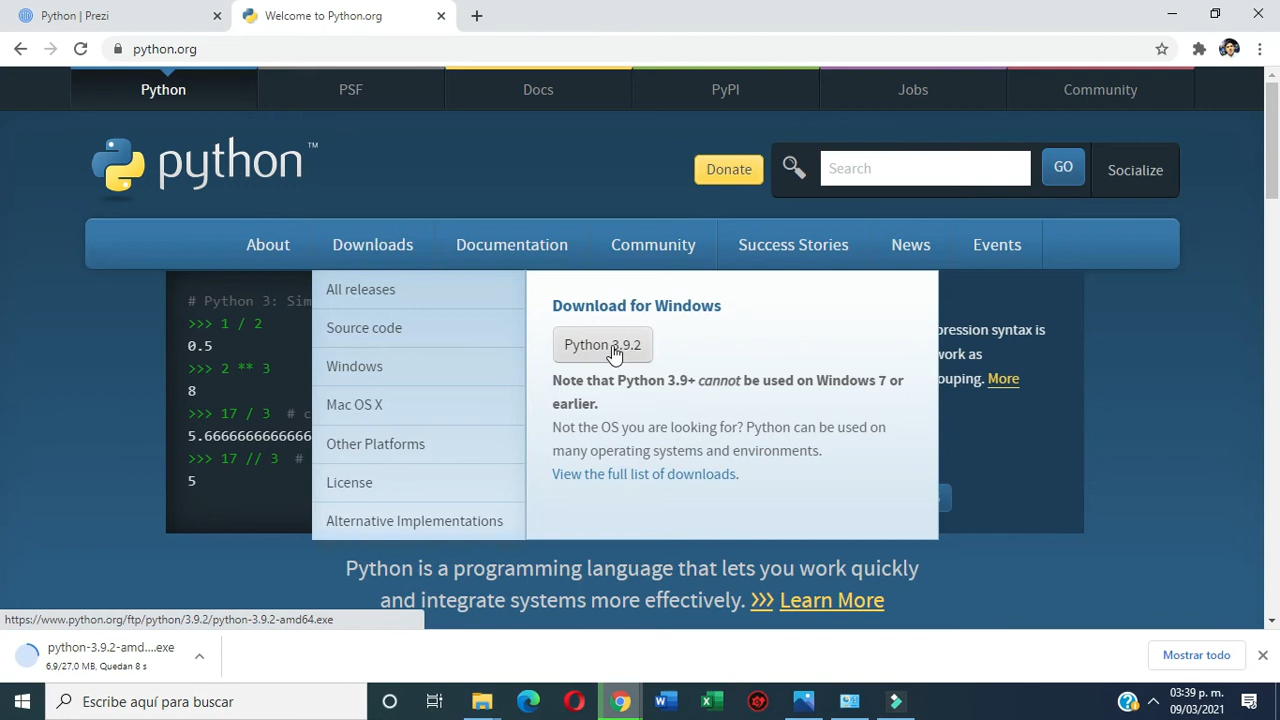 Python | Prezi
Welcome to Python.org
python.org
Python PSF Docs PyPI Jobs Community
python™
Donate
Search
GO
Socialize
About Downloads Documentation Community Success Stories News Events
# Python 3: Sim
>>> 1 / 2
0.5
>>> 2 ** 3
8
>>> 17 / 3 # c
5.6666666666666
>>> 17 // 3 #
5
All releases
Source code
Windows
Mac OS X
Other Platforms
License
Alternative Implementations
Download for Windows
Python 3.9.2
Note that Python 3.9+ cannot be used on Windows 7 or
earlier.
Not the OS you are looking for? Python can be used on
many operating systems and environments.
View the full list of downloads.
pression syntax is
work as
ouping. More
Python is a programming language that lets you work quickly
and integrate systems more effectively. >>> Learn More
https://www.python.org/ftp/python/3.9.2/python-3.9.2-amd64.exe
python-3.9.2-amd....exe
6.9/27,0 MB, Quedan 8 s
Mostrar todo
Escribe aquí para buscar
03:39 p. m.
09/03/2021